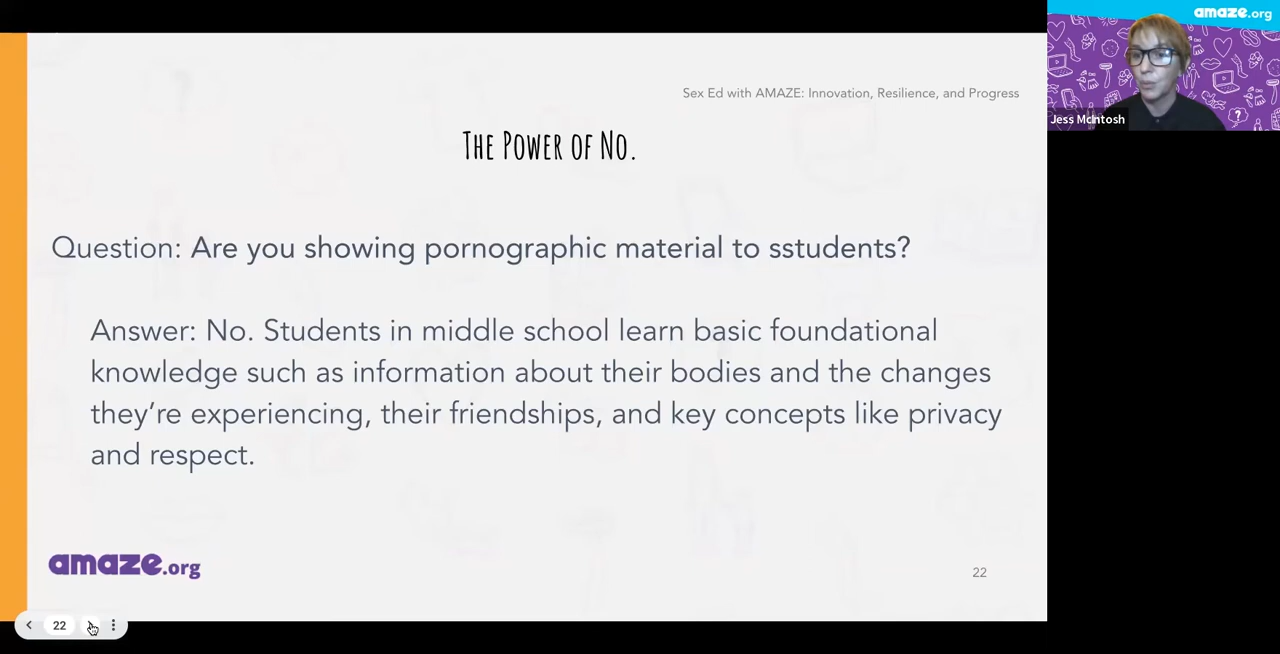 amaze.org
Jess McIntosh
Sex Ed with AMAZE: Innovation, Resilience, and Progress
The Power of No.
Question: Are you showing pornographic material to sstudents?
Answer: No. Students in middle school learn basic foundational
knowledge such as information about their bodies and the changes
they’re experiencing, their friendships, and key concepts like privacy
and respect.
amaze.org
22
22